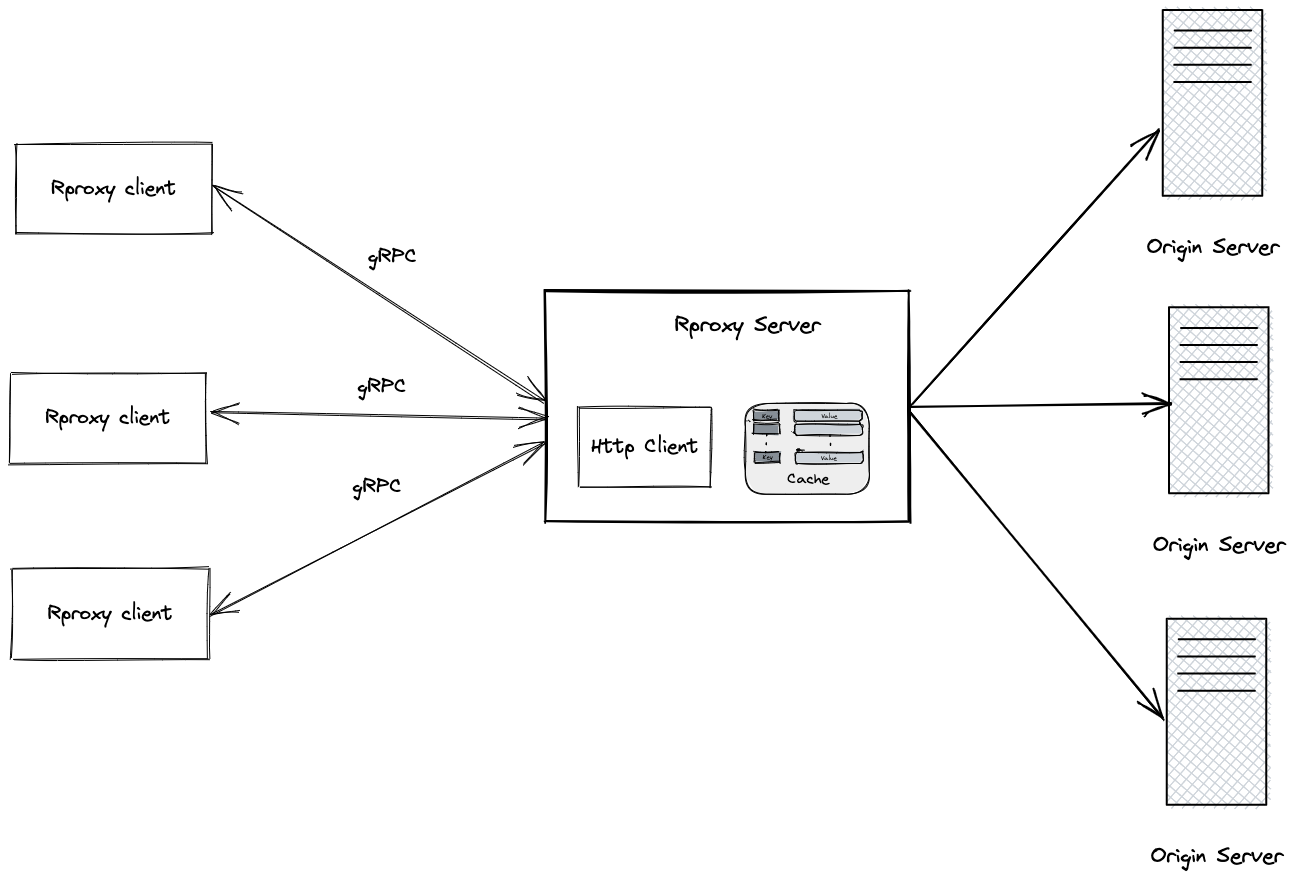 Origin Server
Rproxy client
gRPC
Rproxy Server
gRPC
Rproxy client
Http Client
Key
Value
Key
Value
Cache
gRPC
Origin Server
Rproxy client
Origin Server